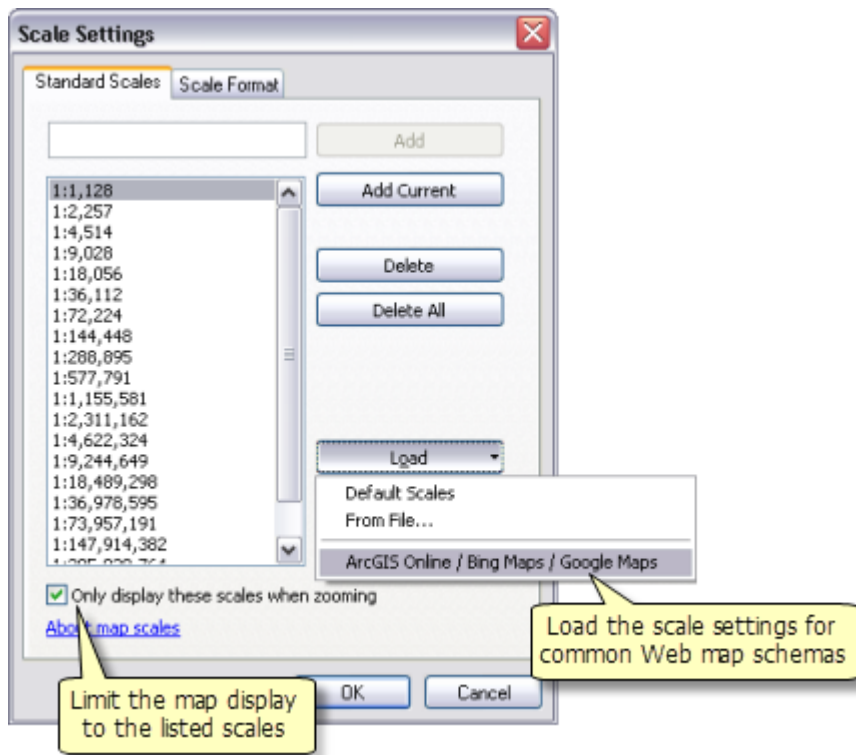 Scale Settings
Standard Scales
Scale Format
Add
1:1,128
Add Current
1:2,257
1:4,514
1:9,028
1:18,056
Delete
1:36,112
1:72,224
Delete All
1:144,448
1:288,895
1:577,791
1:1,155,581
1:2,311,162
1:4,622,324
1:9,244,649
Load
1:18,489,298
1:36,978,595
1:73,957,191
1:147,914,382
Default Scales
From File...
ArcGIS Online / Bing Maps / Google Maps
Only display these scales when zooming
About map scales
Load the scale settings for
common Web map schemas
Limit the map display
to the listed scales
OK
Cancel